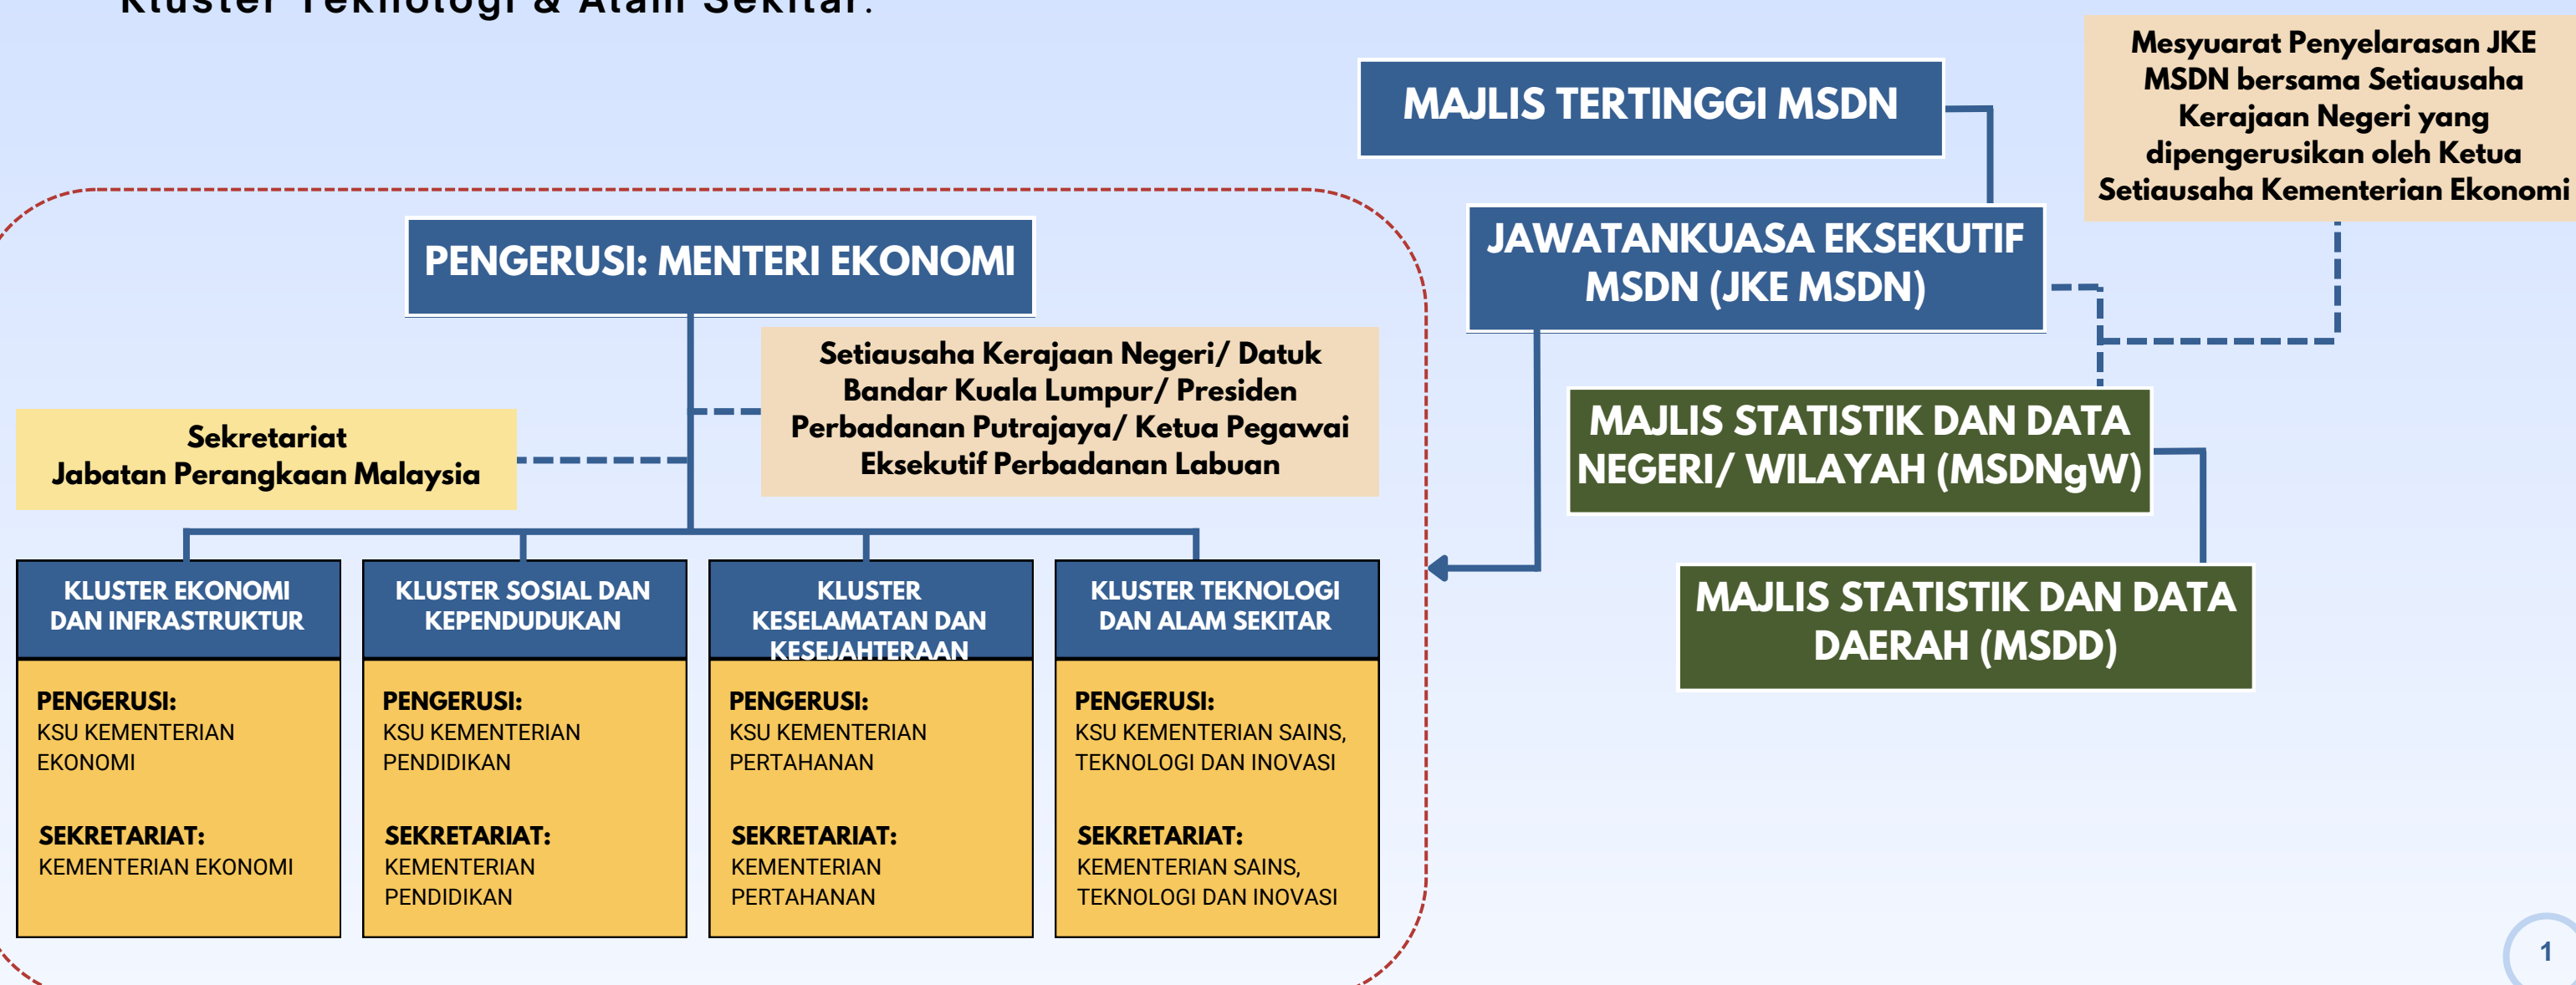 Kluster Teknologi & Alam Sekitar.
MAJLIS TERTINGGI MSDN
Mesyuarat Penyelarasan JKE
MSDN bersama Setiausaha
Kerajaan Negeri yang
dipengerusikan oleh Ketua
Setiausaha Kementerian Ekonomi
JAWATANKUASA EKSEKUTIF
MSDN (JKE MSDN)
MAJLIS STATISTIK DAN DATA
NEGERI/ WILAYAH (MSDNgW)
MAJLIS STATISTIK DAN DATA
DAERAH (MSDD)
PENGERUSI: MENTERI EKONOMI
Setiausaha Kerajaan Negeri/ Datuk
Bandar Kuala Lumpur/ Presiden
Perbadanan Putrajaya/ Ketua Pegawai
Eksekutif Perbadanan Labuan
Sekretariat
Jabatan Perangkaan Malaysia
KLUSTER EKONOMI
DAN INFRASTRUKTUR
PENGERUSI:
KSU KEMENTERIAN
EKONOMI
SEKRETARIAT:
KEMENTERIAN EKONOMI
KLUSTER SOSIAL DAN
KEPENDUDUKAN
PENGERUSI:
KSU KEMENTERIAN
PENDIDIKAN
SEKRETARIAT:
KEMENTERIAN
PENDIDIKAN
KLUSTER
KESELAMATAN DAN
KESEJAHTERAAN
PENGERUSI:
KSU KEMENTERIAN
PERTAHANAN
SEKRETARIAT:
KEMENTERIAN
PERTAHANAN
KLUSTER TEKNOLOGI
DAN ALAM SEKITAR
PENGERUSI:
KSU KEMENTERIAN SAINS,
TEKNOLOGI DAN INOVASI
SEKRETARIAT:
KEMENTERIAN SAINS,
TEKNOLOGI DAN INOVASI
1